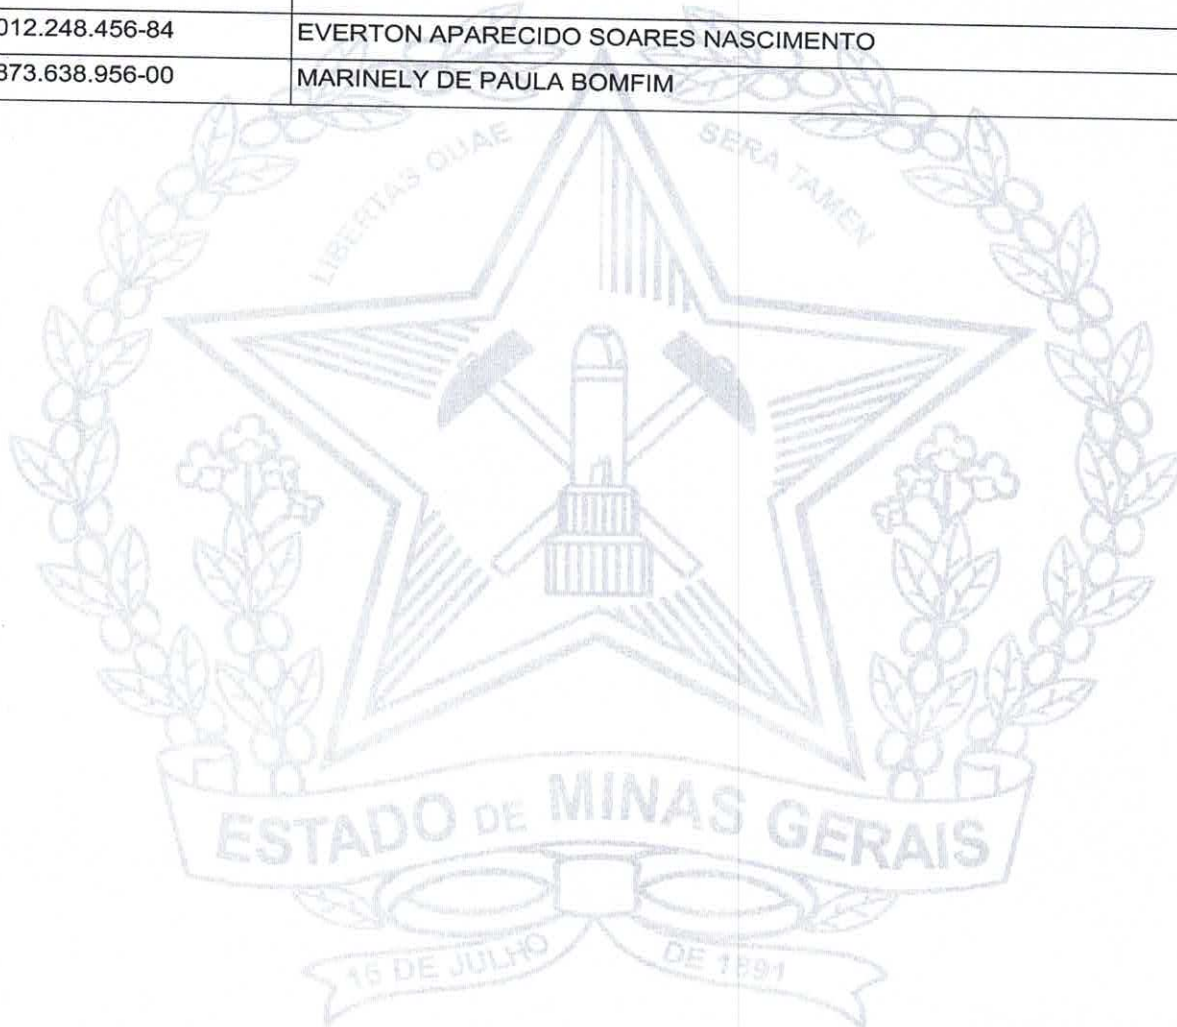 012.248.456-84 EVERTON APARECIDO SOARES NASCIMENTO
873.638.956-00 MARINELY DE PAULA BOMFIM
LIBERTAS QUAE SERA TAMEN
ESTADO DE MINAS GERAIS
15 DE JULHO DE 1891